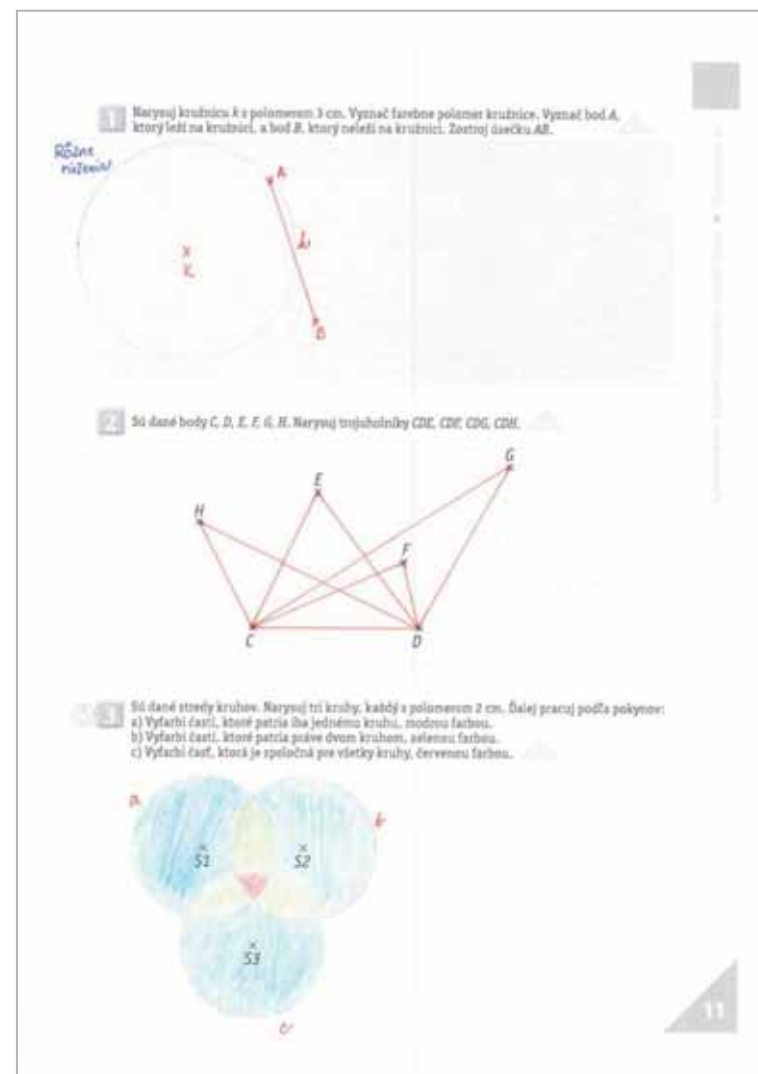 1 Narysuj kružnicu k s polomerom 3 cm. Vyznač farebne polomer kružnice. Vyznač bod A,
ktorý leží na kružnici, a bod B, ktorý neleží na kružnici. Zostroj úsečku AB.
Rôzne
riešenia!
A
k
K
B
2 Sú dané body C, D, E, F, G, H. Narysuj trojuholníky CDE, CDF, CDG, CDH.
G
E
H
F
C
D
3 Sú dané stredy kruhov. Narysuj tri kruhy, každý s polomerom 2 cm. Ďalej pracuj podľa pokynov:
a) Vyfarbi časti, ktoré patria iba jednému kruhu, modrou farbou.
b) Vyfarbi časti, ktoré patria práve dvom kruhom, zelenou farbou.
c) Vyfarbi časť, ktorá je spoločná pre všetky kruhy, červenou farbou.
a
b
S1
S2
S3
c
11